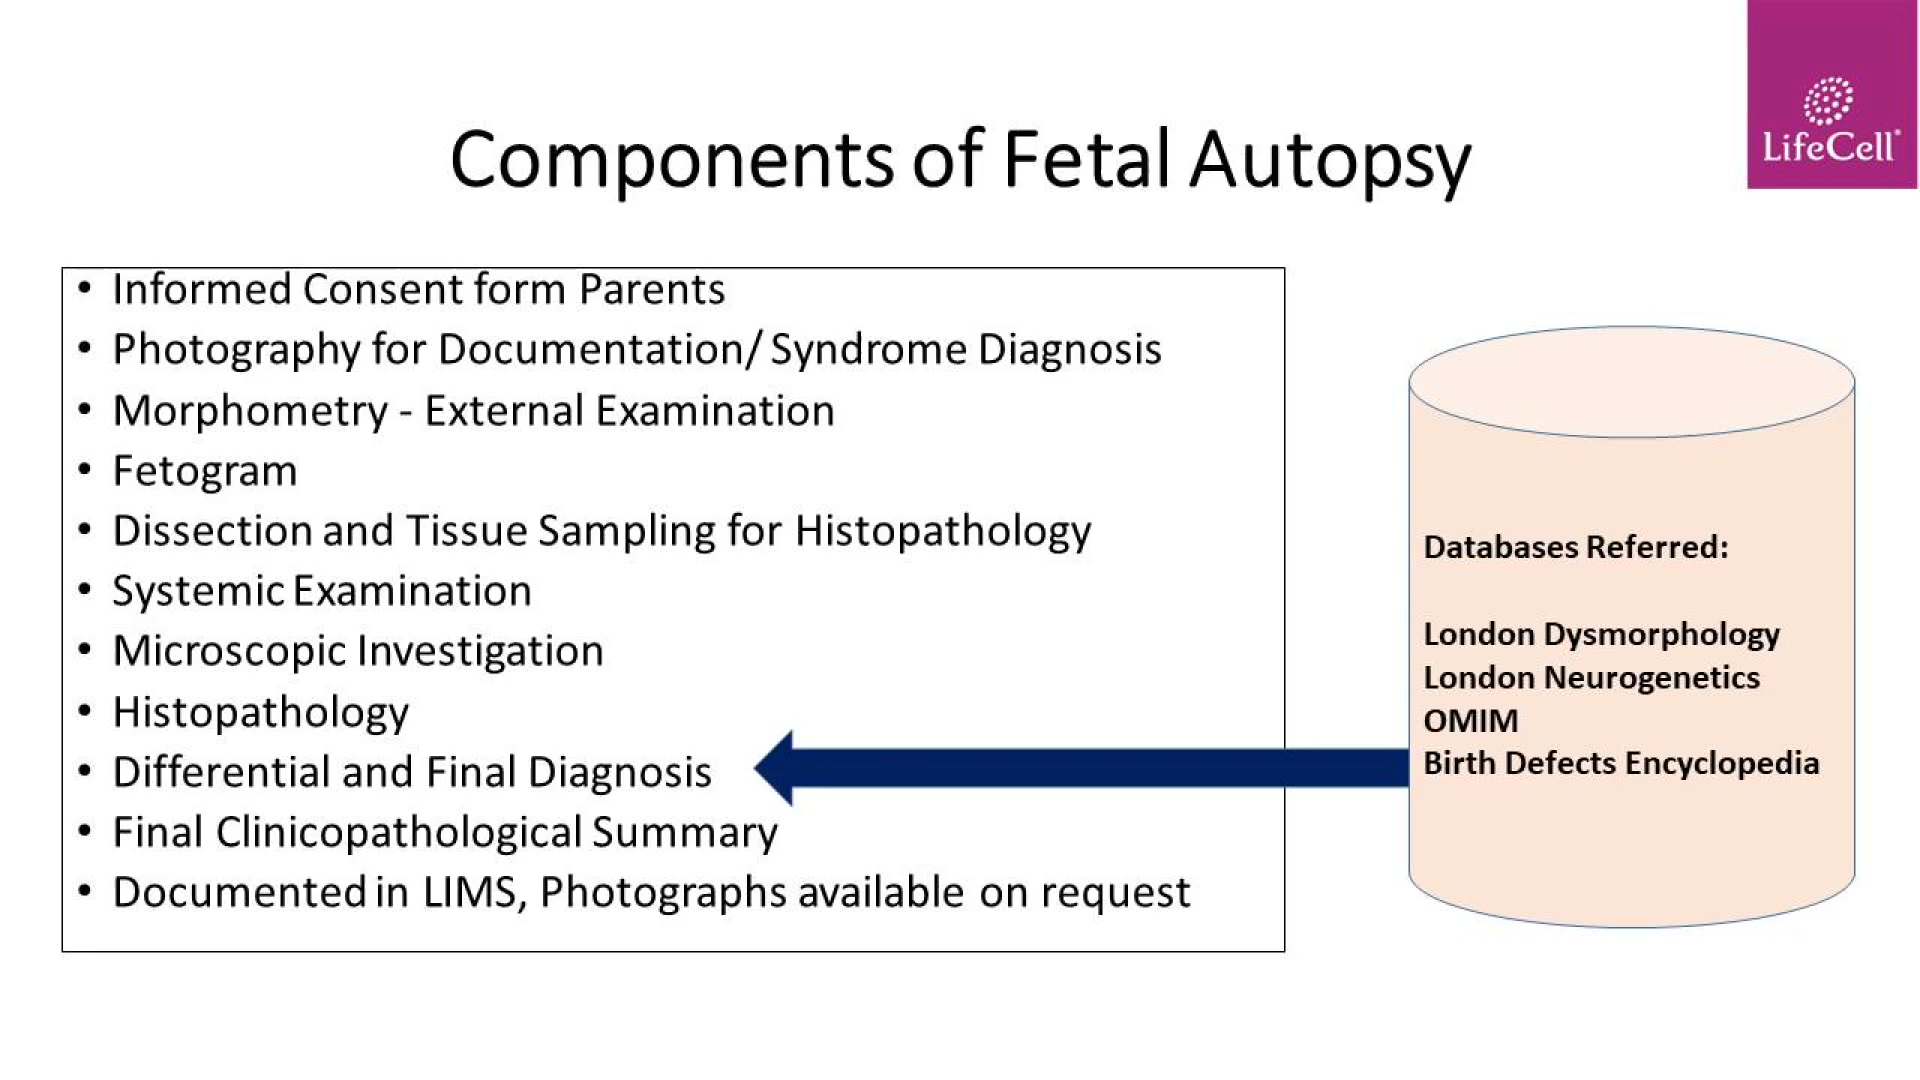 LifeCell®
Components of Fetal Autopsy
• Informed Consent form Parents
• Photography for Documentation/ Syndrome Diagnosis
• Morphometry - External Examination
• Fetogram
• Dissection and Tissue Sampling for Histopathology
• Systemic Examination
• Microscopic Investigation
• Histopathology
• Differential and Final Diagnosis
• Final Clinicopathological Summary
• Documented in LIMS, Photographs available on request
Databases Referred:
London Dysmorphology
London Neurogenetics
OMIM
Birth Defects Encyclopedia